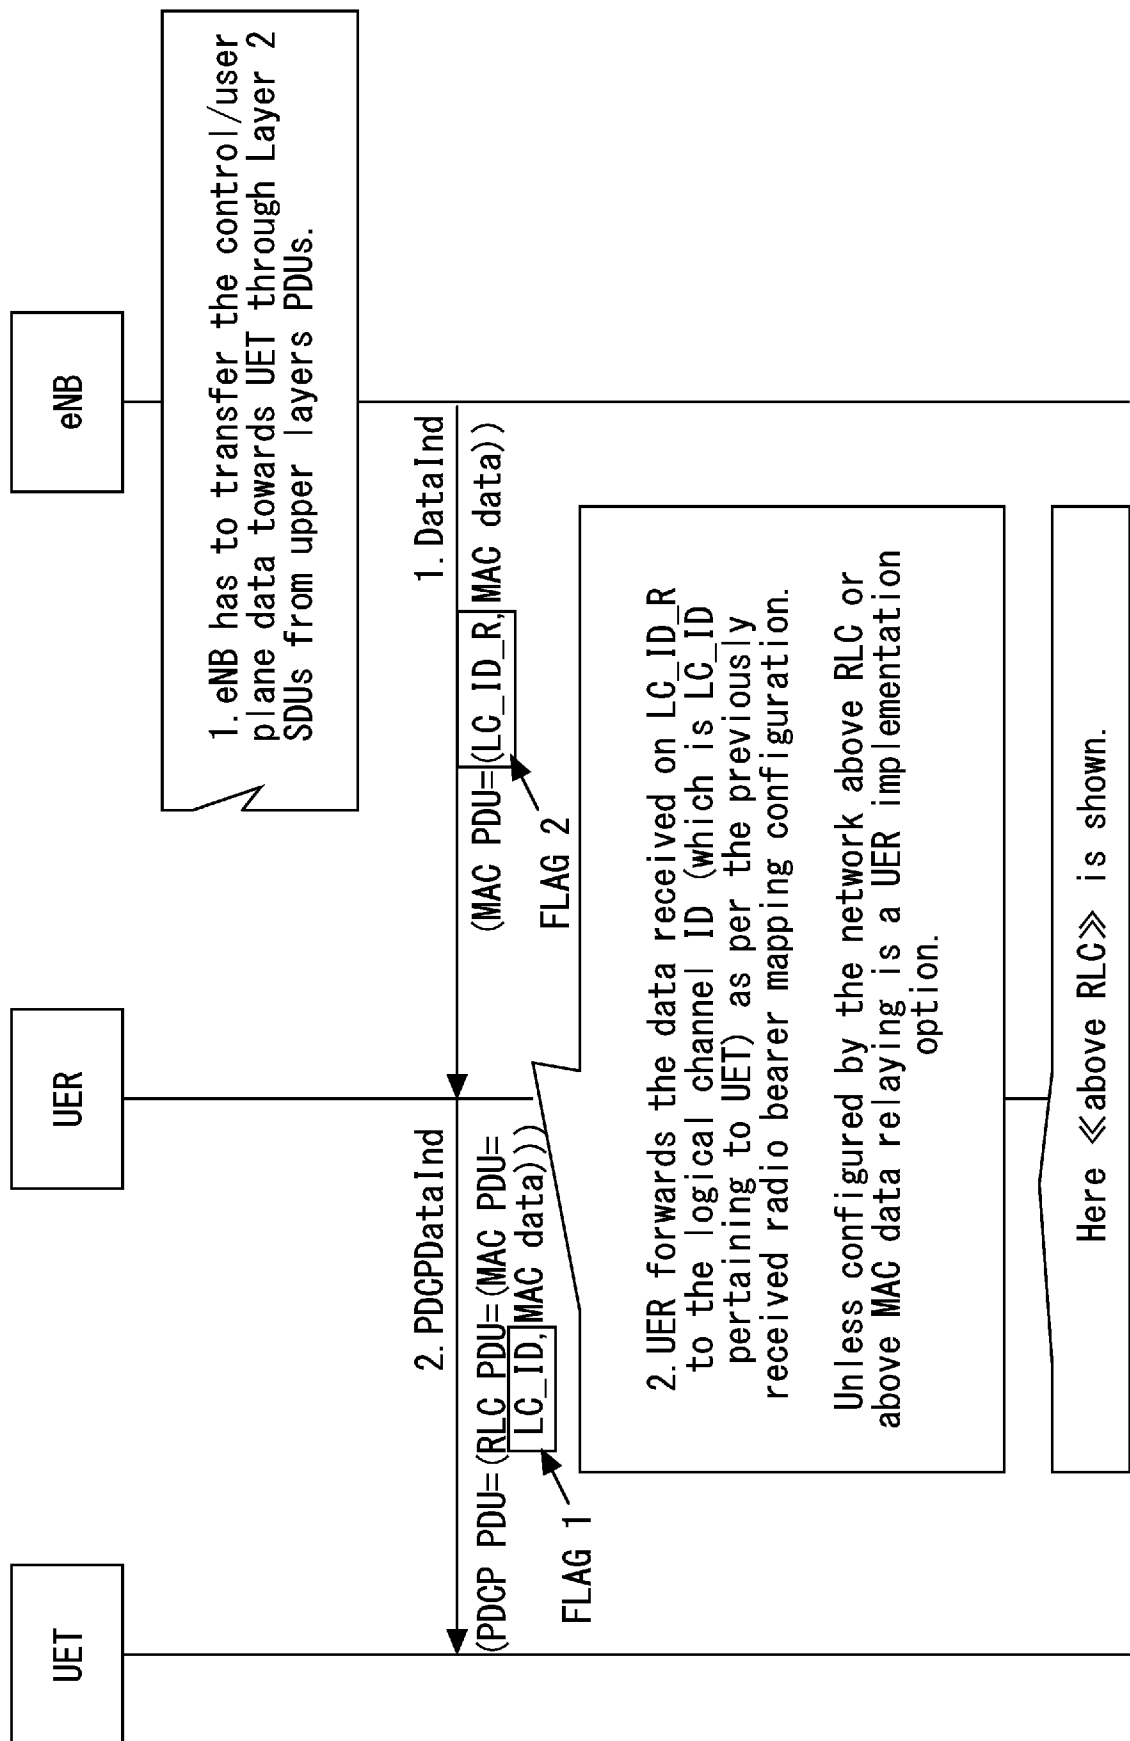 UET
UER
eNB
1.eNB has to transfer the control/user
plane data towards UET through Layer 2
SDUs from upper layers PDUs.
1.DataInd
(MAC PDU=(LC_ID_R,MAC data))
FLAG 2
2.PDCPDataInd
(PDCP PDU=(RLC PDU=(MAC PDU=
LC_ID,MAC data)))
FLAG 1
2.UER forwards the data received on LC_ID_R
to the logical channel ID (which is LC_ID
pertaining to UET) as per the previously
received radio bearer mapping configuration.
Unless configured by the network above RLC or
above MAC data relaying is a UER implementation
option.
Here ≪above RLC≫ is shown.